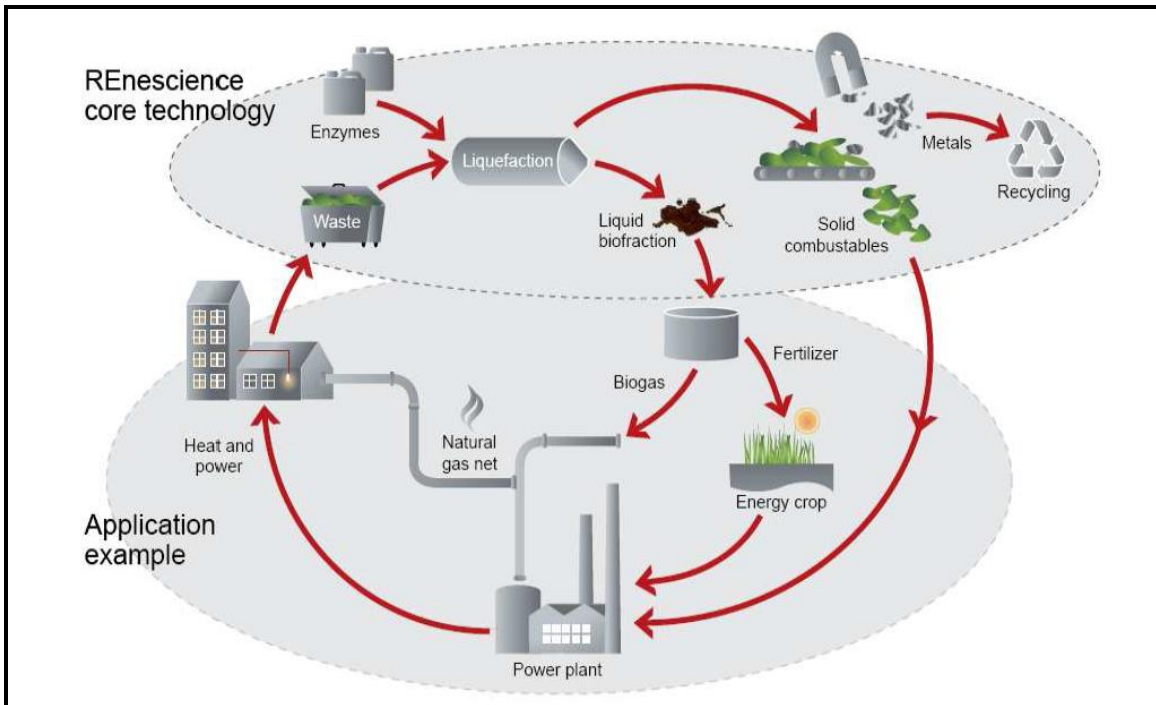 REnescience
core technology
Enzymes
Liquefaction
Waste
Liquid
biofraction
Metals
Recycling
Solid
combustables
Fertilizer
Biogas
Natural
gas net
Heat and
power
Energy crop
Application
example
Power plant